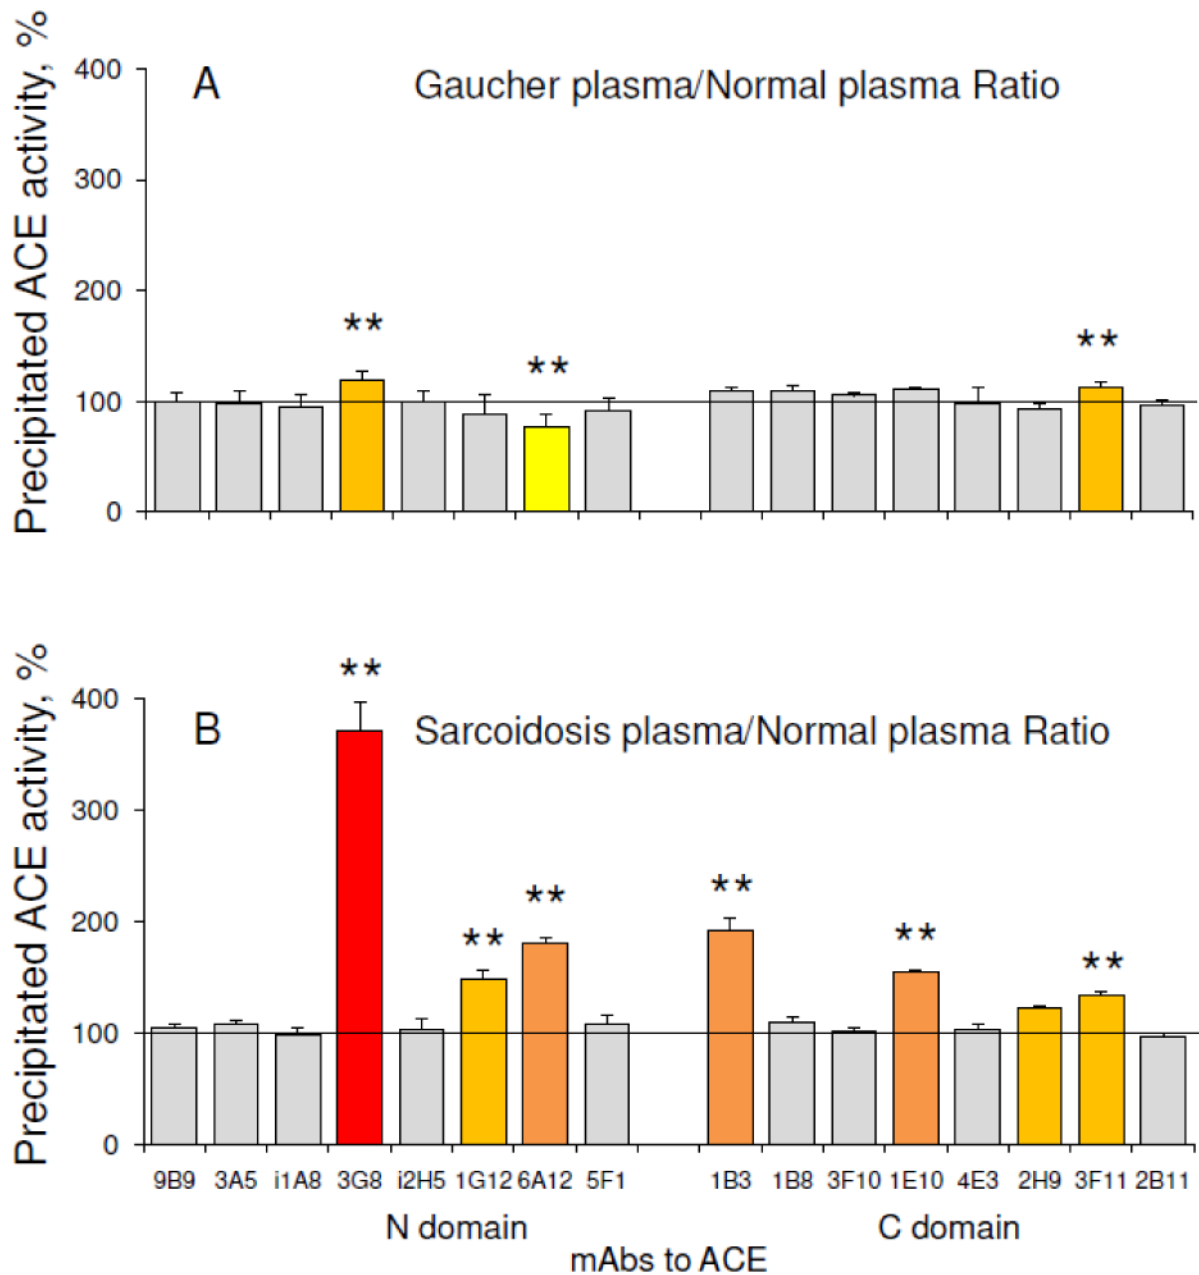 Precipitated ACE activity, %
A
Gaucher plasma/Normal plasma Ratio
400
300
200
100
0
**
**
**
Precipitated ACE activity, %
B
Sarcoidosis plasma/Normal plasma Ratio
400
300
200
100
0
**
**
**
**
**
**
9B9 3A5 i1A8 3G8 i2H5 1G12 6A12 5F1 1B3 1B8 3F10 1E10 4E3 2H9 3F11 2B11
N domain C domain
mAbs to ACE